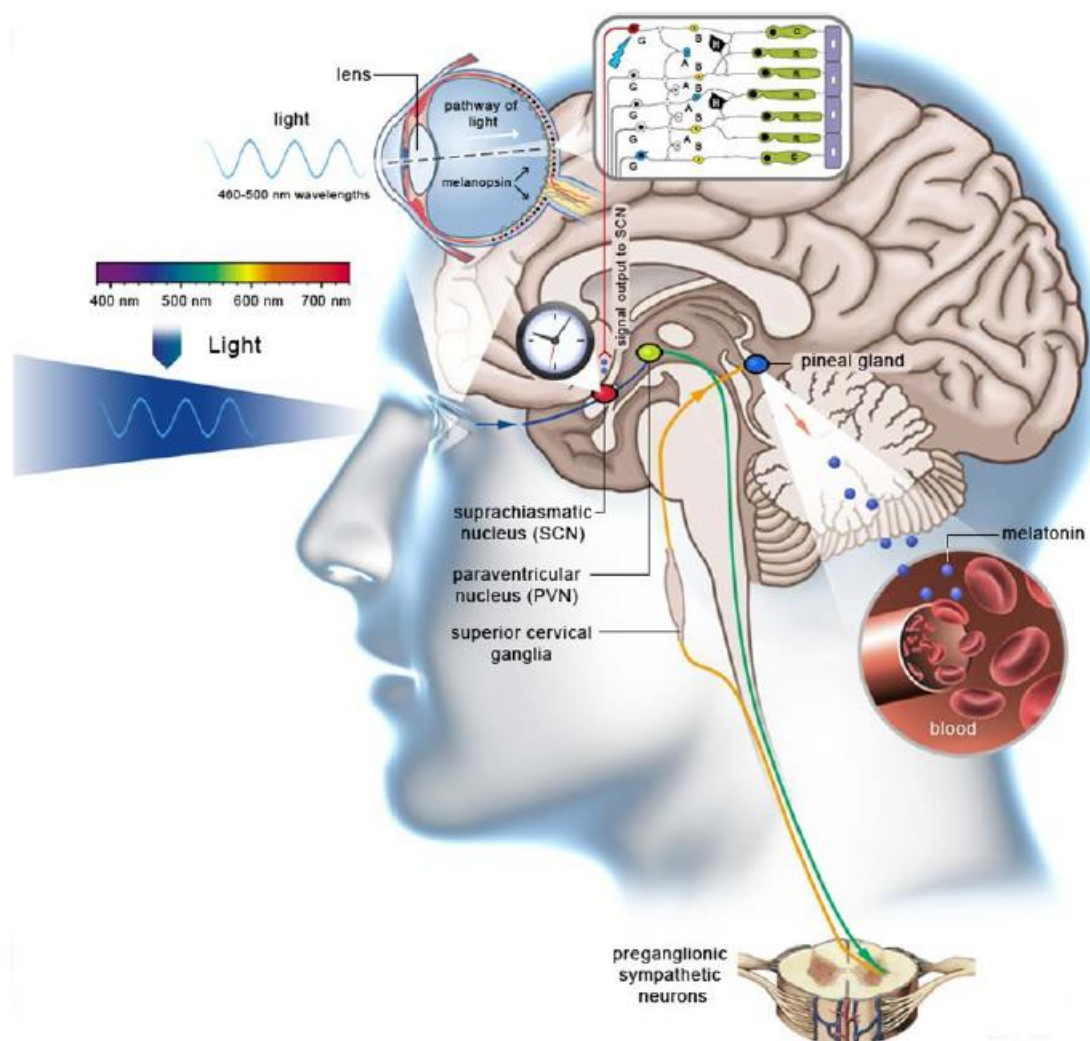 lens
pathway of
light
light
melanopsin
460-500 nm wavelengths
400 nm 500 nm 600 nm 700 nm
Light
G B C
H
A R
B
G R
A
G B H R
A
G B R
A
B R
G C
signal output to SCN
pineal gland
suprachiasmatic
nucleus (SCN)
paraventricular
nucleus (PVN)
superior cervical
ganglia
melatonin
blood
preganglionic
sympathetic
neurons